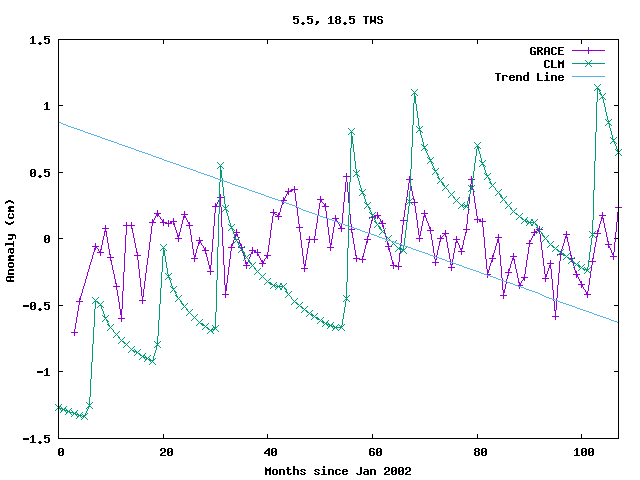 5.5, 18.5 TWS
GRACE
CLM
Trend Line
1.5
1
0.5
0
-0.5
-1
-1.5
Anomaly (cm)
0 20 40 60 80 100
Months since Jan 2002